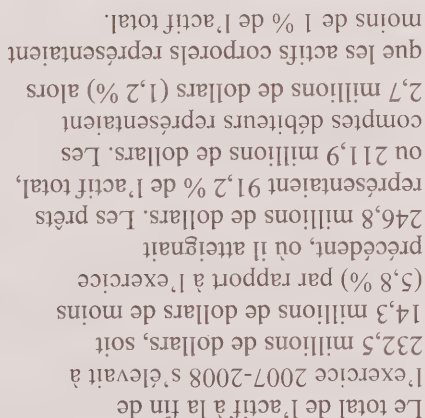 Le total de l'actif à la fin de
l'exercice 2007-2008 s'élevait à
232,5 millions de dollars, soit
14,3 millions de dollars de moins
(5,8 %) par rapport à l'exercice
précédent, où il atteignait
246,8 millions de dollars. Les prêts
représentaient 91,2 % de l'actif total,
ou 211,9 millions de dollars. Les
comptes débiteurs représentaient
2,7 millions de dollars (1,2 %) alors
que les actifs corporels représentaient
moins de 1 % de l'actif total.